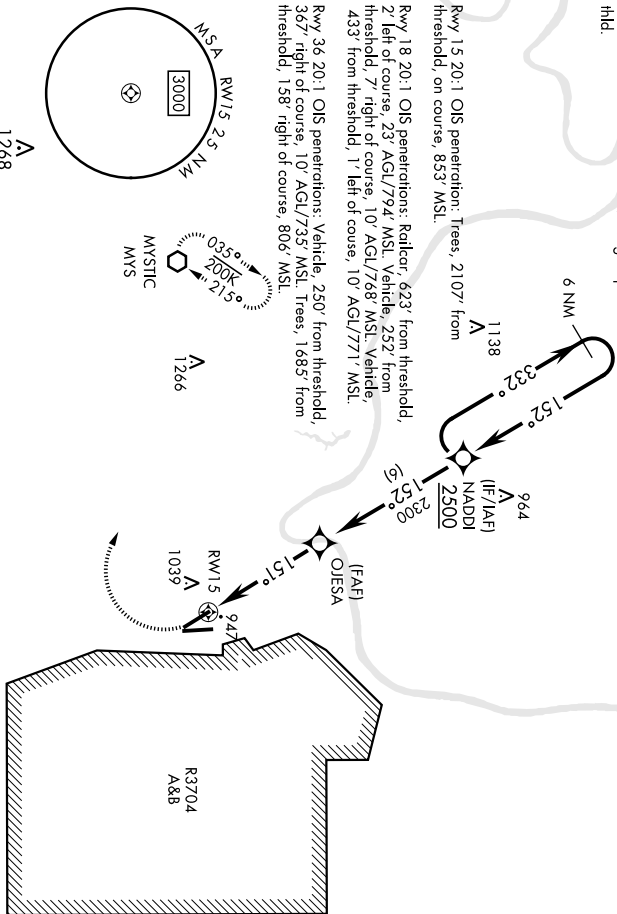 thld.
Rwy 15 20:1 OIS penetration: Trees, 2107' from
threshold, on course, 853' MSL.
Rwy 18 20:1 OIS penetrations: Railcar, 623' from threshold,
2' left of course, 23' AGL/794' MSL. Vehicle, 252' from
threshold, 7' right of course, 10' AGL/768' MSL. Vehicle,
433' from threshold, 1' left of couse, 10' AGL/771' MSL.
Rwy 36 20:1 OIS penetrations: Vehicle, 250' from threshold,
367' right of course, 10' AGL/735' MSL. Trees, 1685' from
threshold, 158' right of course, 806' MSL.
MSA RW15 25 NM
3000
1268
MYSTIC
MYS
035°
200K
215°
1266
1138
6 NM
332°
152°
964
(IF/IAF)
NADDI
2500
2300
152°
(6)
(FAF)
OJESA
151°
RW15
1039
947
R3704
A&B